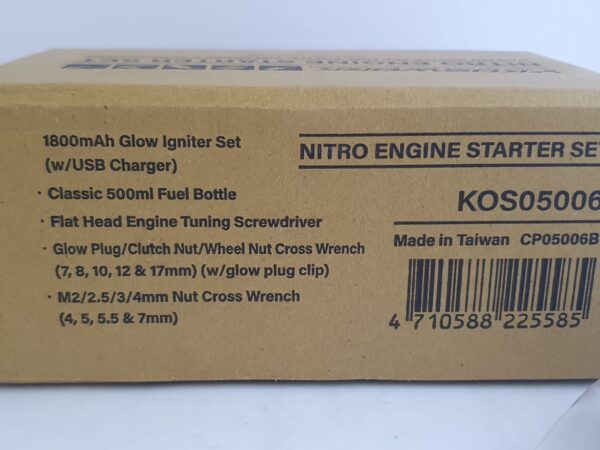 1800mAh Glow Igniter Set
(w/USB Charger)
· Classic 500ml Fuel Bottle
· Flat Head Engine Tuning Screwdriver
· Glow Plug/Clutch Nut/Wheel Nut Cross Wrench
(7, 8, 10, 12 & 17mm) (w/glow plug clip)
· M2/2.5/3/4mm Nut Cross Wrench
(4, 5, 5.5 & 7mm)
NITRO ENGINE STARTER SET
KOS05006
Made in Taiwan CP05006B
4 710588 225585